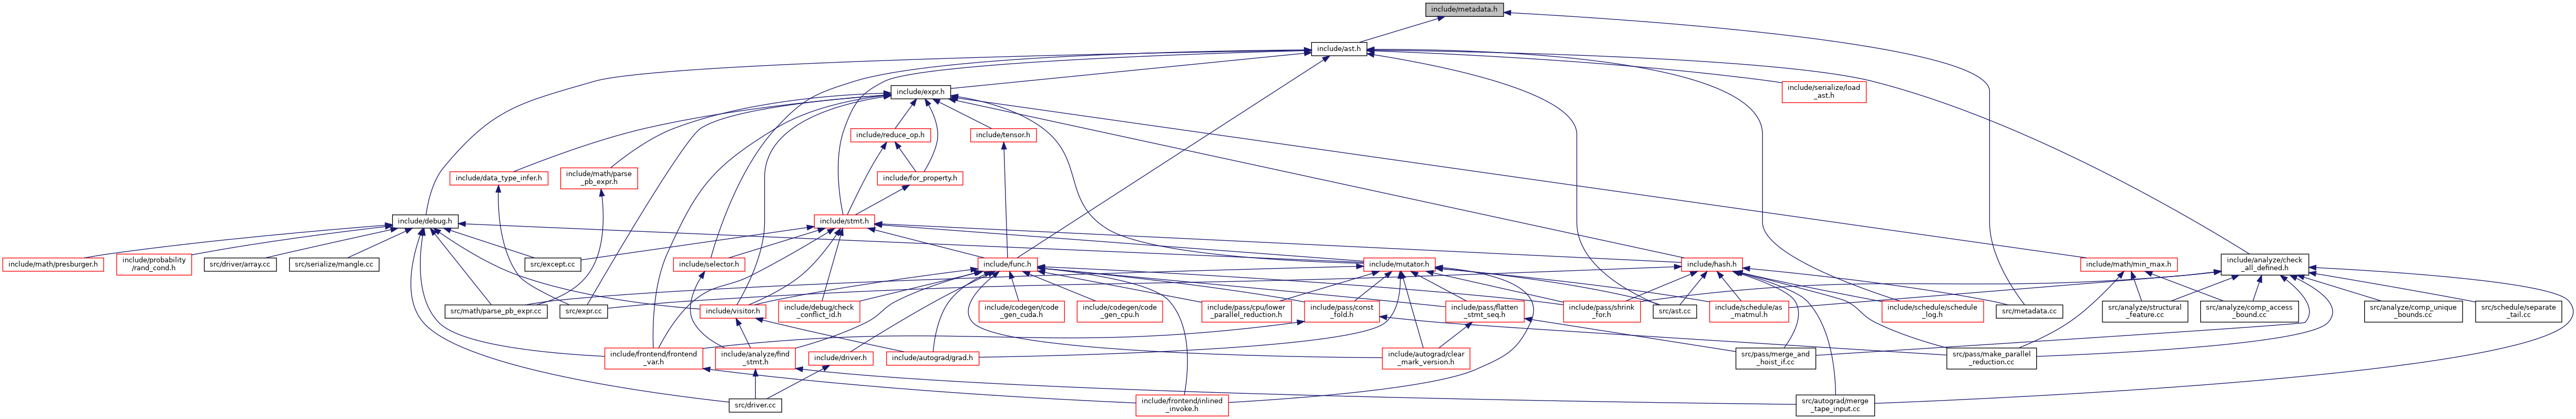 include/metadata.h
include/ast.h
include/expr.h
include/serialize/load
_ast.h
include/reduce_op.h
include/tensor.h
include/data_type_infer.h
include/math/parse
_pb_expr.h
include/for_property.h
include/debug.h
include/stmt.h
include/math/presburger.h
include/probability
/rand_cond.h
src/driver/array.cc
src/serialize/mangle.cc
src/except.cc
include/selector.h
include/func.h
include/mutator.h
include/hash.h
include/math/min_max.h
include/analyze/check
_all_defined.h
src/math/parse_pb_expr.cc
src/expr.cc
include/visitor.h
include/debug/check
_conflict_id.h
include/codegen/code
_gen_cuda.h
include/codegen/code
_gen_cpu.h
include/pass/cpu/lower
_parallel_reduction.h
include/pass/const
_fold.h
include/pass/flatten
_stmt_seq.h
include/pass/shrink
_for.h
src/ast.cc
include/schedule/as
_matmul.h
include/schedule/schedule
_log.h
src/metadata.cc
src/analyze/structural
_feature.cc
src/analyze/comp_access
_bound.cc
src/analyze/comp_unique
_bounds.cc
src/schedule/separate
_tail.cc
include/frontend/frontend
_var.h
include/analyze/find
_stmt.h
include/driver.h
include/autograd/grad.h
include/autograd/clear
_mark_version.h
src/pass/merge_and
_hoist_if.cc
src/pass/make_parallel
_reduction.cc
src/driver.cc
include/frontend/inlined
_invoke.h
src/autograd/merge
_tape_input.cc